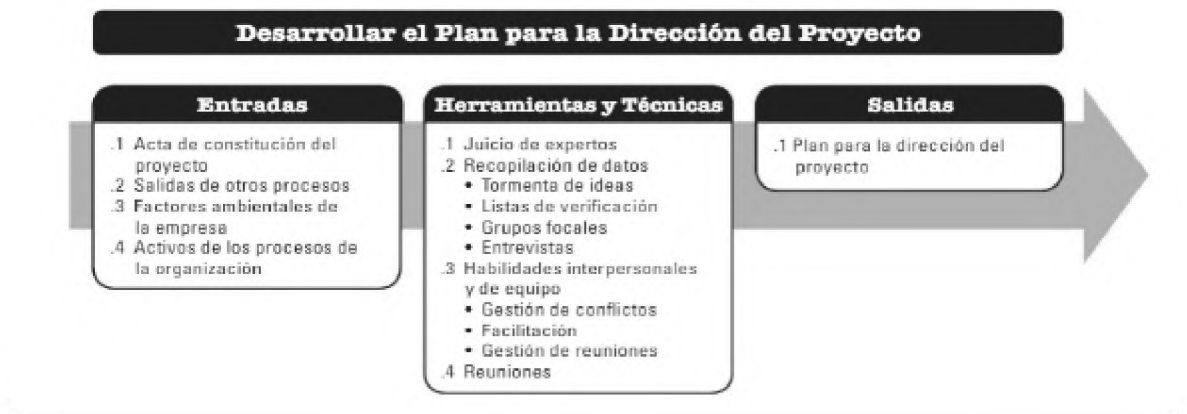 Desarrollar el Plan para la Dirección del Proyecto
Entradas
.1 Acta de constitución del
proyecto
.2 Salidas de otros procesos
.3 Factores ambientales de
la empresa
.4 Activos de los procesos de
la organización
Herramientas y Técnicas
.1 Juicio de expertos
.2 Recopilación de datos
• Tormenta de ideas
• Listas de verificación
• Grupos focales
• Entrevistas
.3 Habilidades interpersonales
y de equipo
• Gestión de conflictos
• Facilitación
• Gestión de reuniones
.4 Reuniones
Salidas
.1 Plan para la dirección del
proyecto